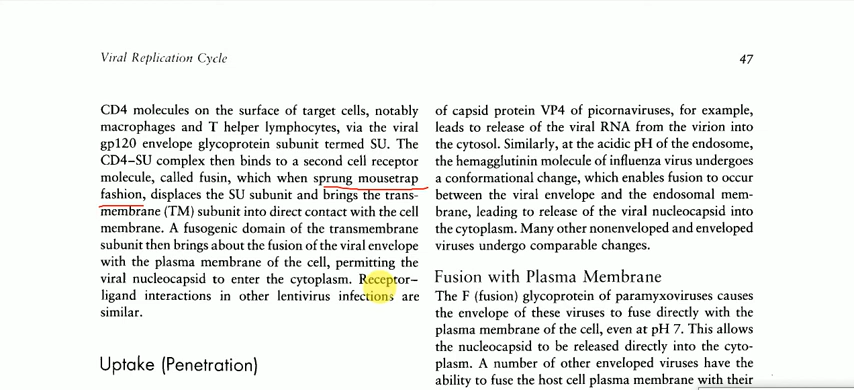 Viral Replication Cycle
47
CD4 molecules on the surface of target cells, notably
macrophages and T helper lymphocytes, via the viral
gp120 envelope glycoprotein subunit termed SU. The
CD4–SU complex then binds to a second cell receptor
molecule, called fusin, which when sprung mousetrap
fashion, displaces the SU subunit and brings the trans-
membrane (TM) subunit into direct contact with the cell
membrane. A fusogenic domain of the transmembrane
subunit then brings about the fusion of the viral envelope
with the plasma membrane of the cell, permitting the
viral nucleocapsid to enter the cytoplasm. Receptor–
ligand interactions in other lentivirus infections are
similar.
Uptake (Penetration)
of capsid protein VP4 of picornaviruses, for example,
leads to release of the viral RNA from the virion into
the cytosol. Similarly, at the acidic pH of the endosome,
the hemagglutinin molecule of influenza virus undergoes
a conformational change, which enables fusion to occur
between the viral envelope and the endosomal mem-
brane, leading to release of the viral nucleocapsid into
the cytoplasm. Many other nonenveloped and enveloped
viruses undergo comparable changes.
Fusion with Plasma Membrane
The F (fusion) glycoprotein of paramyxoviruses causes
the envelope of these viruses to fuse directly with the
plasma membrane of the cell, even at pH 7. This allows
the nucleocapsid to be released directly into the cyto-
plasm. A number of other enveloped viruses have the
ability to fuse the host cell plasma membrane with their